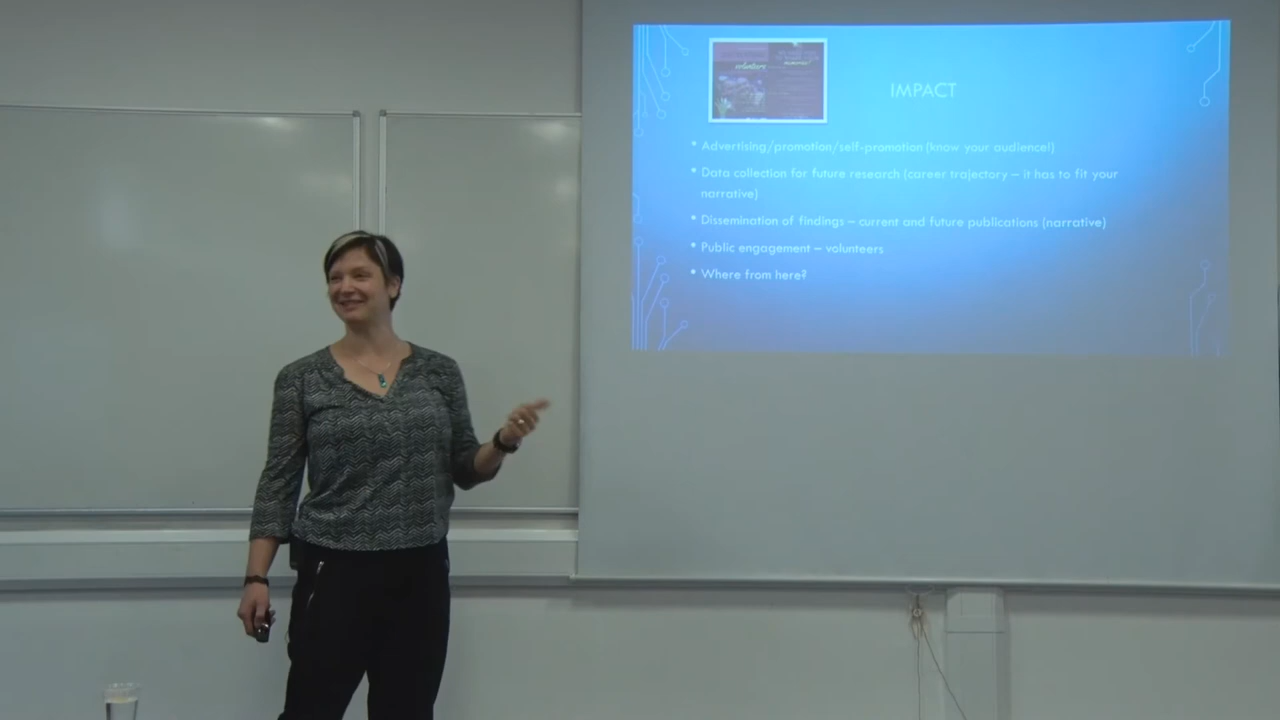 volunteers
IMPACT
• Advertising/promotion/self-promotion (know your audience!)
• Data collection for future research (career trajectory – it has to fit your
narrative)
• Dissemination of findings – current and future publications (narrative)
• Public engagement – volunteers
• Where from here?